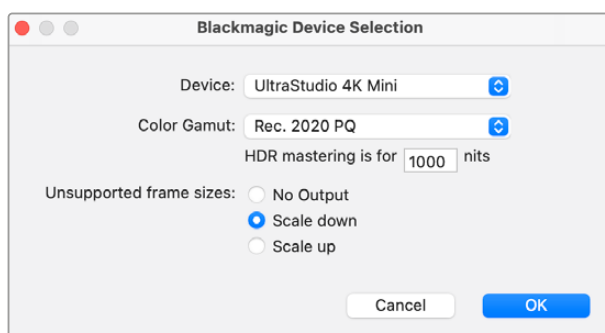 Blackmagic Device Selection
Device: UltraStudio 4K Mini
Color Gamut: Rec. 2020 PQ
HDR mastering is for 1000 nits
Unsupported frame sizes: No Output
Scale down
Scale up
Cancel OK